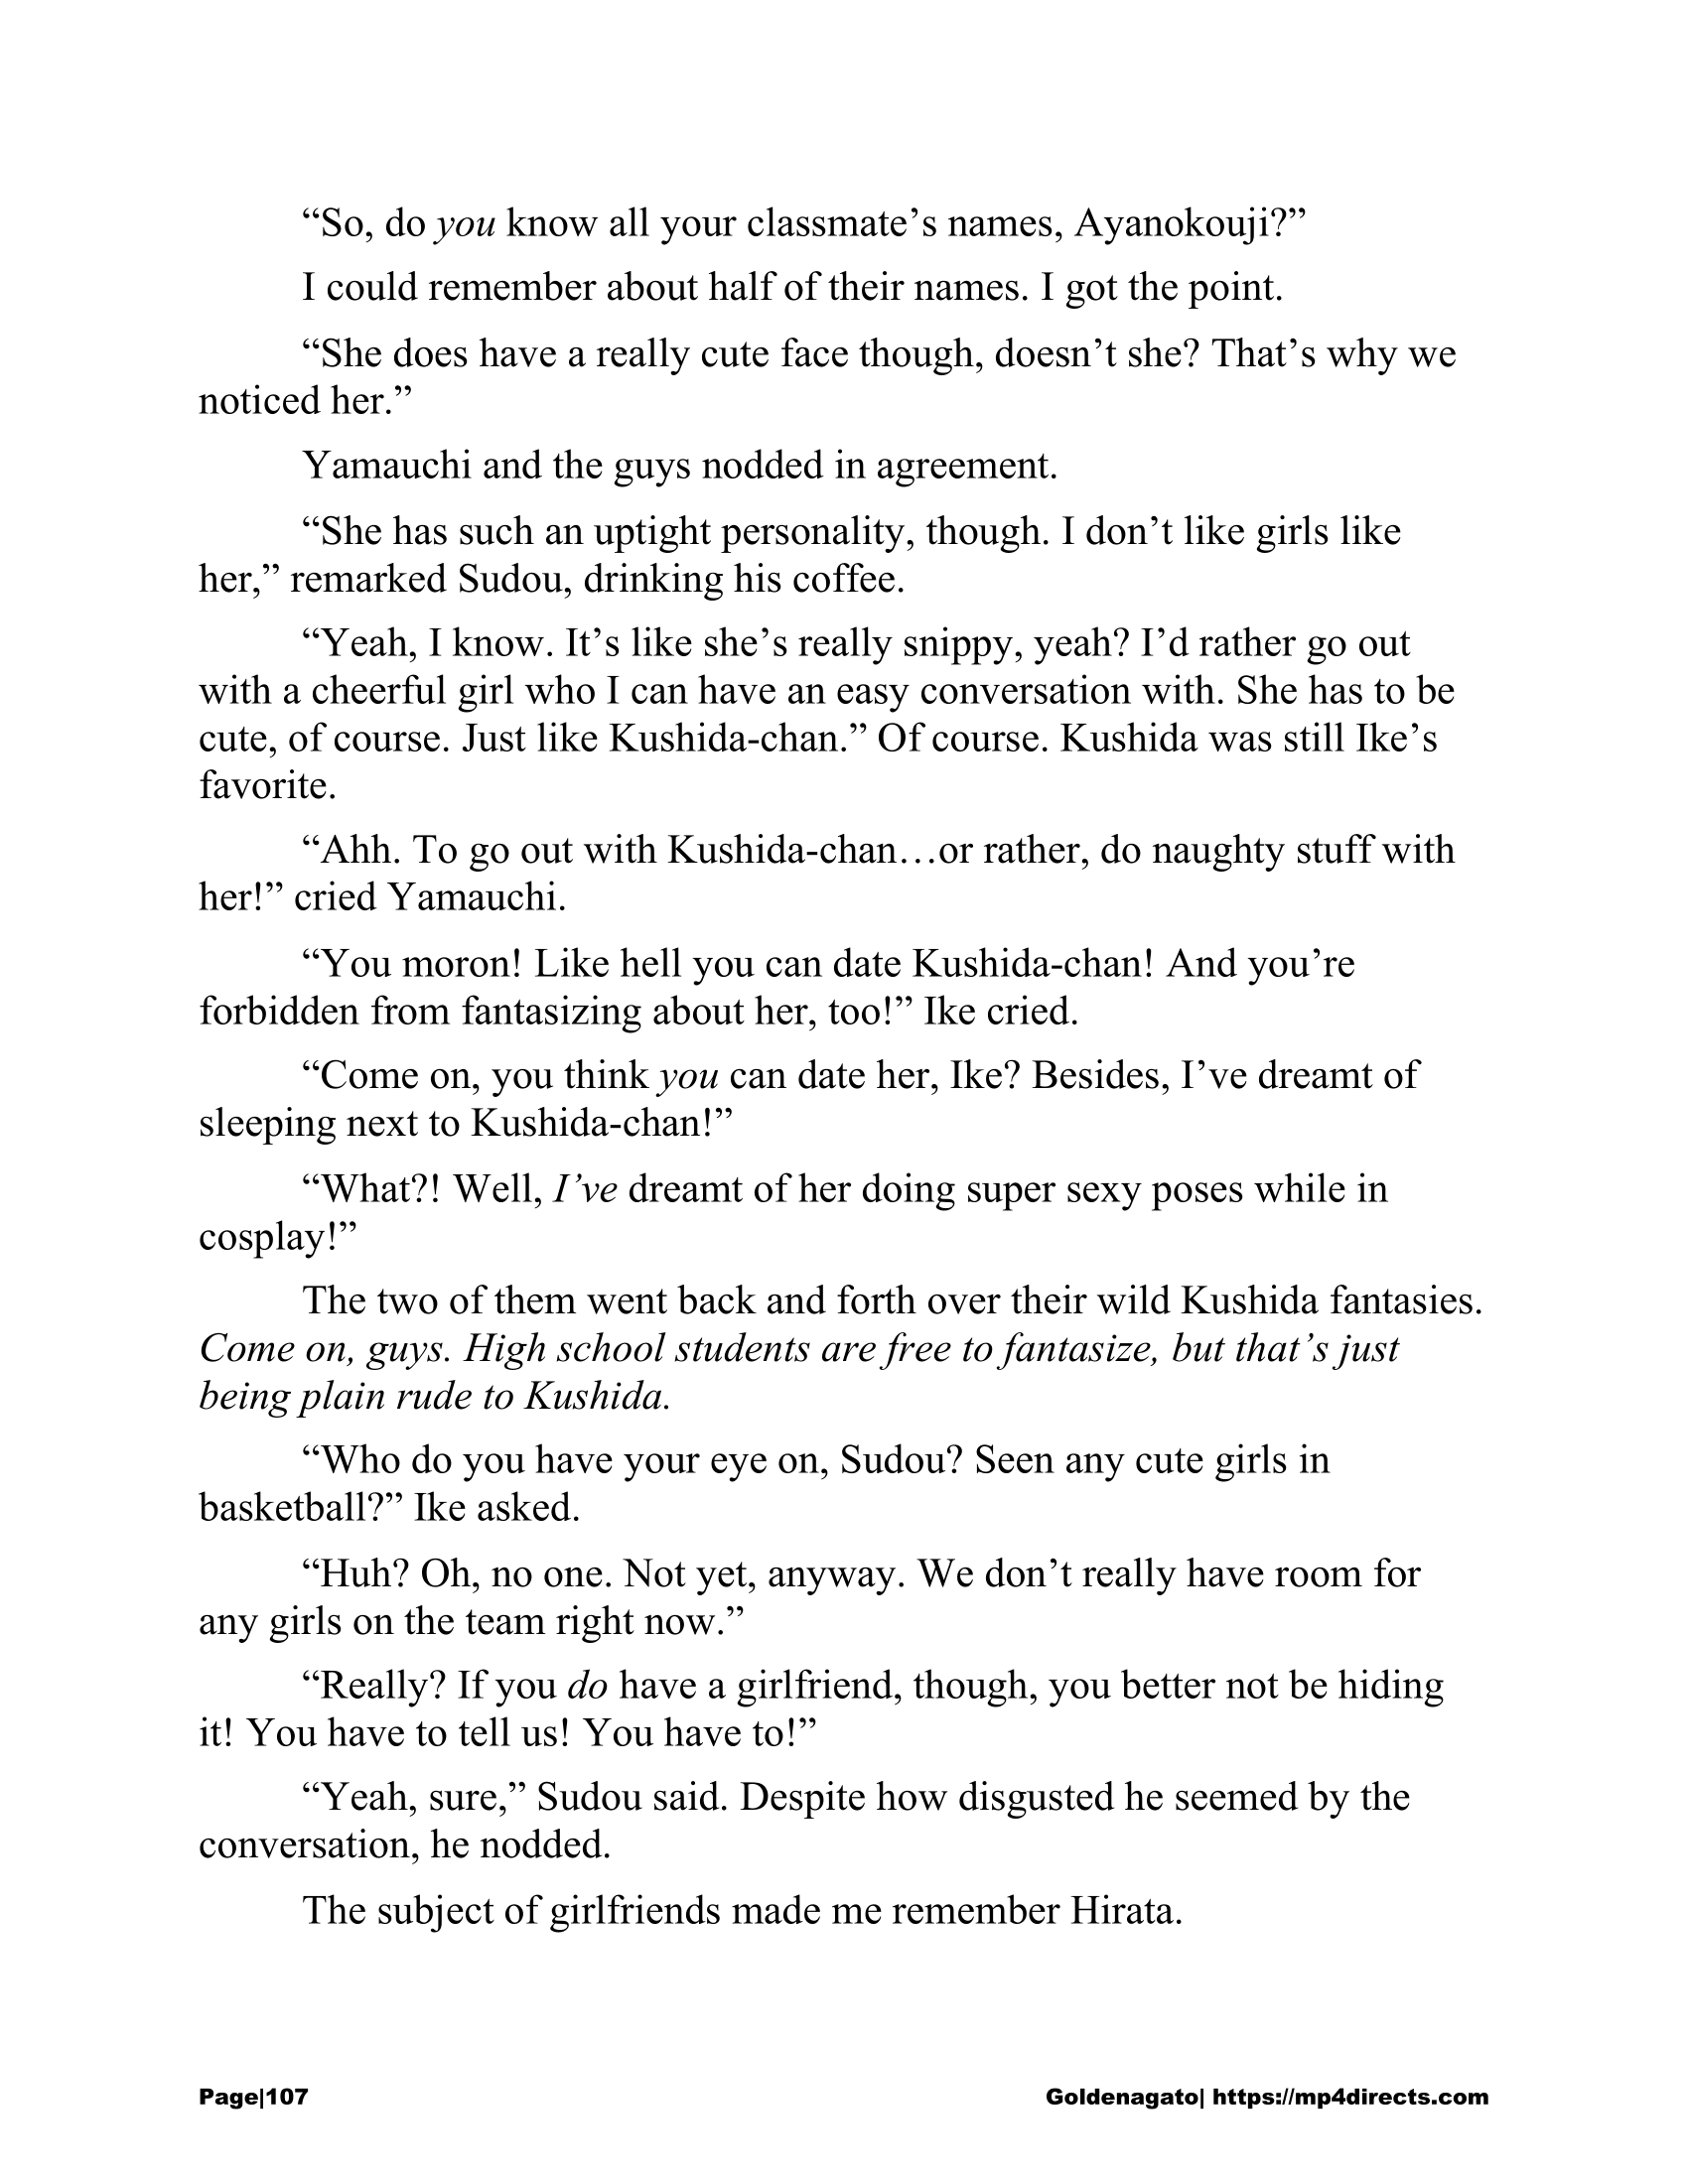 “So, do you know all your classmate’s names, Ayanokouji?”
I could remember about half of their names. I got the point.
“She does have a really cute face though, doesn’t she? That’s why we
noticed her.”
Yamauchi and the guys nodded in agreement.
“She has such an uptight personality, though. I don’t like girls like
her,” remarked Sudou, drinking his coffee.
“Yeah, I know. It’s like she’s really snippy, yeah? I’d rather go out
with a cheerful girl who I can have an easy conversation with. She has to be
cute, of course. Just like Kushida-chan.” Of course. Kushida was still Ike’s
favorite.
“Ahh. To go out with Kushida-chan…or rather, do naughty stuff with
her!” cried Yamauchi.
“You moron! Like hell you can date Kushida-chan! And you’re
forbidden from fantasizing about her, too!” Ike cried.
“Come on, you think you can date her, Ike? Besides, I’ve dreamt of
sleeping next to Kushida-chan!”
“What?! Well, I’ve dreamt of her doing super sexy poses while in
cosplay!”
The two of them went back and forth over their wild Kushida fantasies.
Come on, guys. High school students are free to fantasize, but that’s just
being plain rude to Kushida.
“Who do you have your eye on, Sudou? Seen any cute girls in
basketball?” Ike asked.
“Huh? Oh, no one. Not yet, anyway. We don’t really have room for
any girls on the team right now.”
“Really? If you do have a girlfriend, though, you better not be hiding
it! You have to tell us! You have to!”
“Yeah, sure,” Sudou said. Despite how disgusted he seemed by the
conversation, he nodded.
The subject of girlfriends made me remember Hirata.
Page|107 Goldenagato| https://mp4directs.com